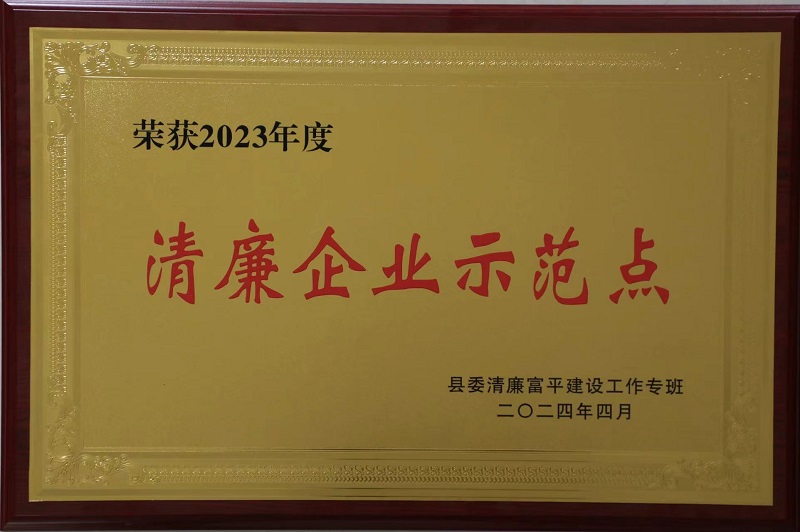 荣获2023年度
清廉企业示范点
县委清廉富平建设工作专班
二〇二四年四月